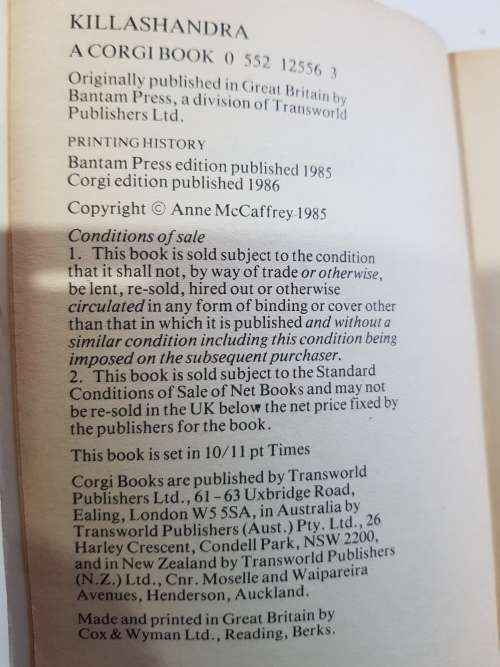 KILLASHANDRA
A CORGI BOOK 0 552 12556 3
Originally published in Great Britain by
Bantam Press, a division of Transworld
Publishers Ltd.
PRINTING HISTORY
Bantam Press edition published 1985
Corgi edition published 1986
Copyright © Anne McCaffrey 1985
Conditions of sale
1. This book is sold subject to the condition
that it shall not, by way of trade or otherwise,
be lent, re-sold, hired out or otherwise
circulated in any form of binding or cover other
than that in which it is published and without a
similar condition including this condition being
imposed on the subsequent purchaser.
2. This book is sold subject to the Standard
Conditions of Sale of Net Books and may not
be re-sold in the UK below the net price fixed by
the publishers for the book.
This book is set in 10/11 pt Times
Corgi Books are published by Transworld
Publishers Ltd., 61–63 Uxbridge Road,
Ealing, London W5 5SA, in Australia by
Transworld Publishers (Aust.) Pty. Ltd., 26
Harley Crescent, Condell Park, NSW 2200,
and in New Zealand by Transworld Publishers
(N.Z.) Ltd., Cnr. Moselle and Waipareira
Avenues, Henderson, Auckland.
Made and printed in Great Britain by
Cox & Wyman Ltd., Reading, Berks.